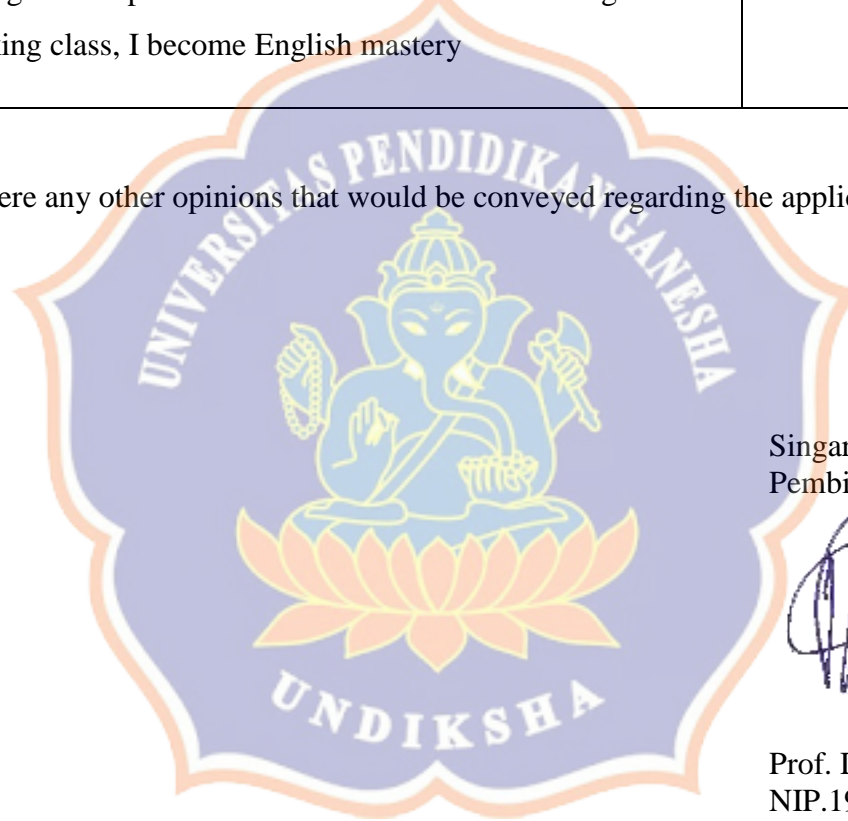 king class, I become English mastery
ere any other opinions that would be conveyed regarding the applic
UNIVERSITAS PENDIDIKAN GANESHA
Singar
Pembi
UNDIKSHA
Prof. D
NIP.19